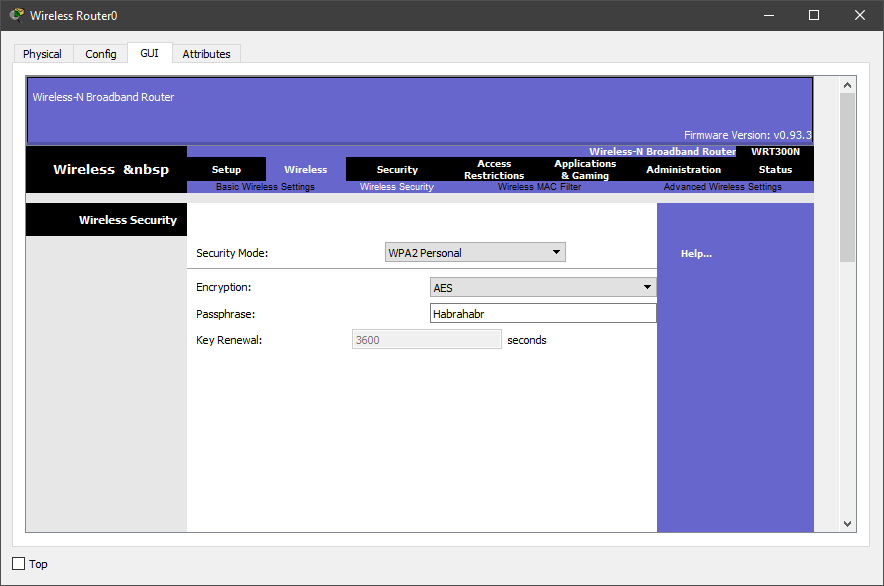 Wireless Router0
Physical Config GUI Attributes
Wireless-N Broadband Router
Firmware Version: v0.93.3
Wireless-N Broadband Router WRT300N
Wireless &nbsp
Setup Wireless Security Access Restrictions Applications & Gaming Administration Status
Basic Wireless Settings Wireless Security Wireless MAC Filter Advanced Wireless Settings
Wireless Security
Security Mode: WPA2 Personal
Help...
Encryption: AES
Passphrase: Habrahabr
Key Renewal: 3600 seconds
Top